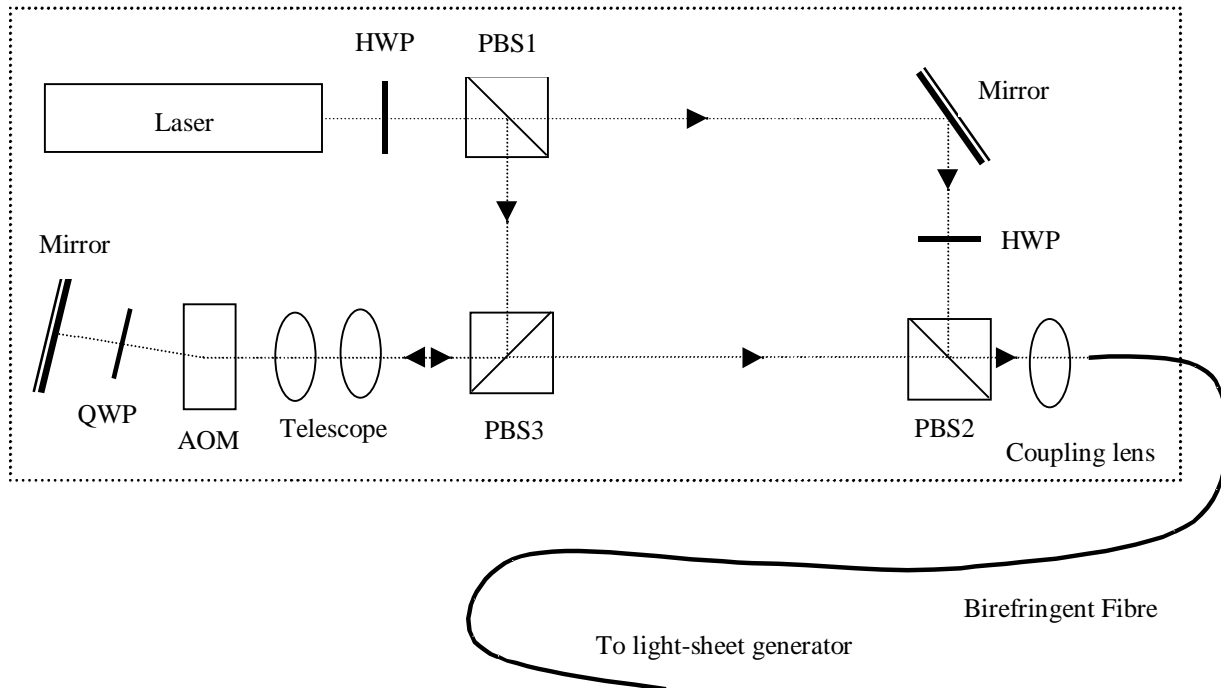 HWP
PBS1
Laser
Mirror
Mirror
HWP
QWP
AOM
Telescope
PBS3
PBS2
Coupling lens
Birefringent Fibre
To light-sheet generator